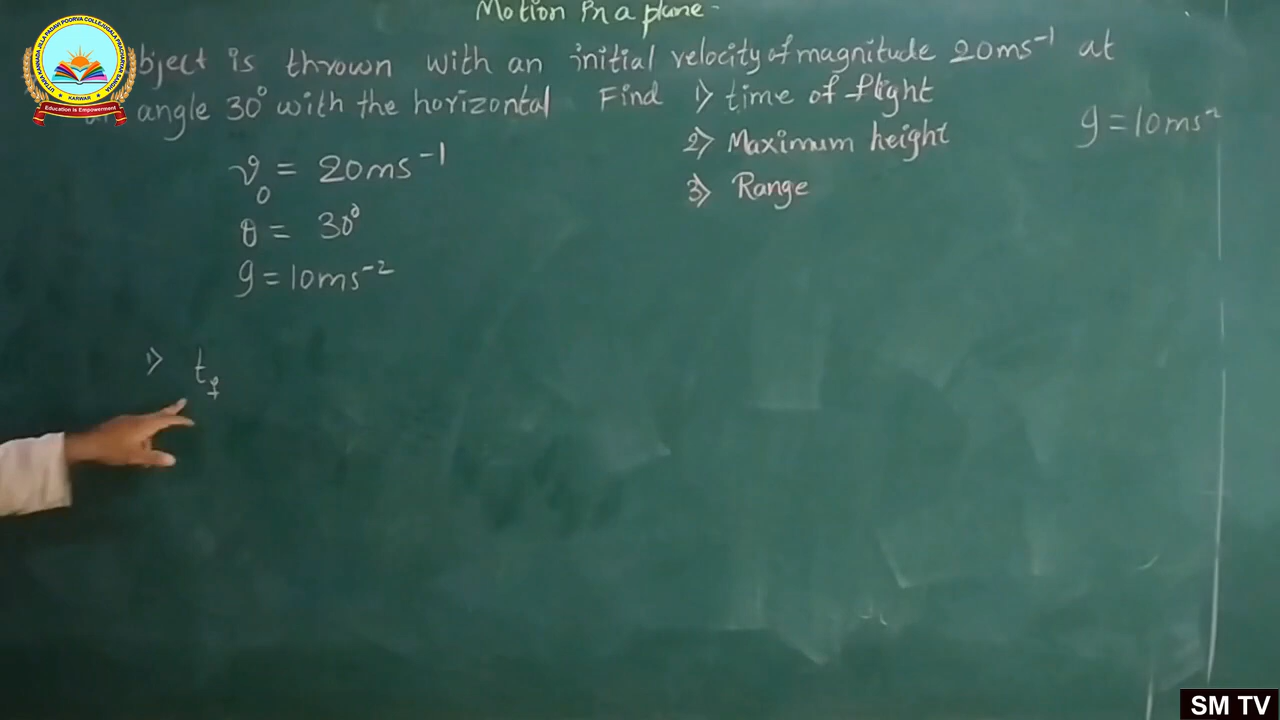 Motion in a plane-
bject is thrown with an initial velocity of magnitude 20ms⁻¹ at
an angle 30° with the horizontal Find 1) time of flight
2) Maximum height
3) Range
g = 10ms⁻²
v₀ = 20ms⁻¹
θ = 30°
g = 10ms⁻²
1) t_f
Education is Empowerment
KARWAR
SM TV